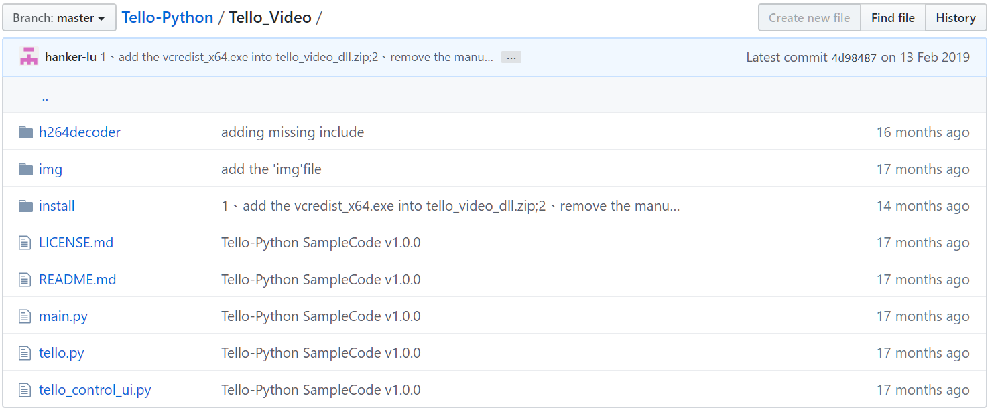 Branch: master Tello-Python / Tello_Video / Create new file Find file History
hanker-lu 1、add the vcredist_x64.exe into tello_video_dll.zip;2、remove the manu... ... Latest commit 4d98487 on 13 Feb 2019
..
h264decoder adding missing include 16 months ago
img add the 'img'file 17 months ago
install 1、add the vcredist_x64.exe into tello_video_dll.zip;2、remove the manu... 14 months ago
LICENSE.md Tello-Python SampleCode v1.0.0 17 months ago
README.md Tello-Python SampleCode v1.0.0 17 months ago
main.py Tello-Python SampleCode v1.0.0 17 months ago
tello.py Tello-Python SampleCode v1.0.0 17 months ago
tello_control_ui.py Tello-Python SampleCode v1.0.0 17 months ago